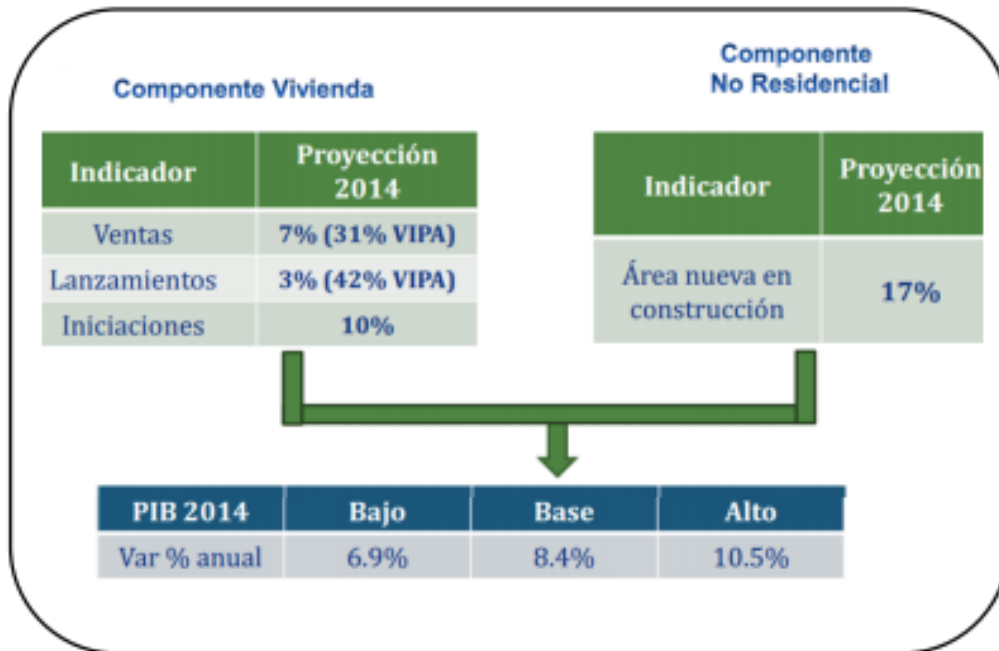 Componente Vivienda
Indicador Proyección 2014
Ventas 7% (31% VIPA)
Lanzamientos 3% (42% VIPA)
Iniciaciones 10%
Componente
No Residencial
Indicador Proyección 2014
Área nueva en construcción 17%
PIB 2014 Bajo Base Alto
Var % anual 6.9% 8.4% 10.5%